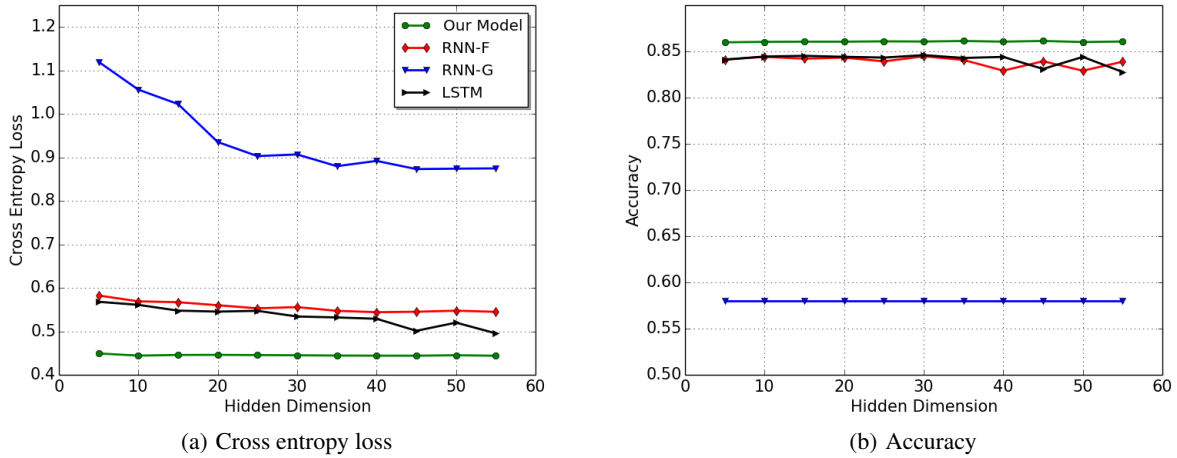 1.2
1.1
1.0
0.9
0.8
0.7
0.6
0.5
0.4
Cross Entropy Loss
0 10 20 30 40 50 60
Hidden Dimension
Our Model
RNN-F
RNN-G
LSTM
(a) Cross entropy loss
0.85
0.80
0.75
0.70
0.65
0.60
0.55
0.50
Accuracy
0 10 20 30 40 50 60
Hidden Dimension
(b) Accuracy